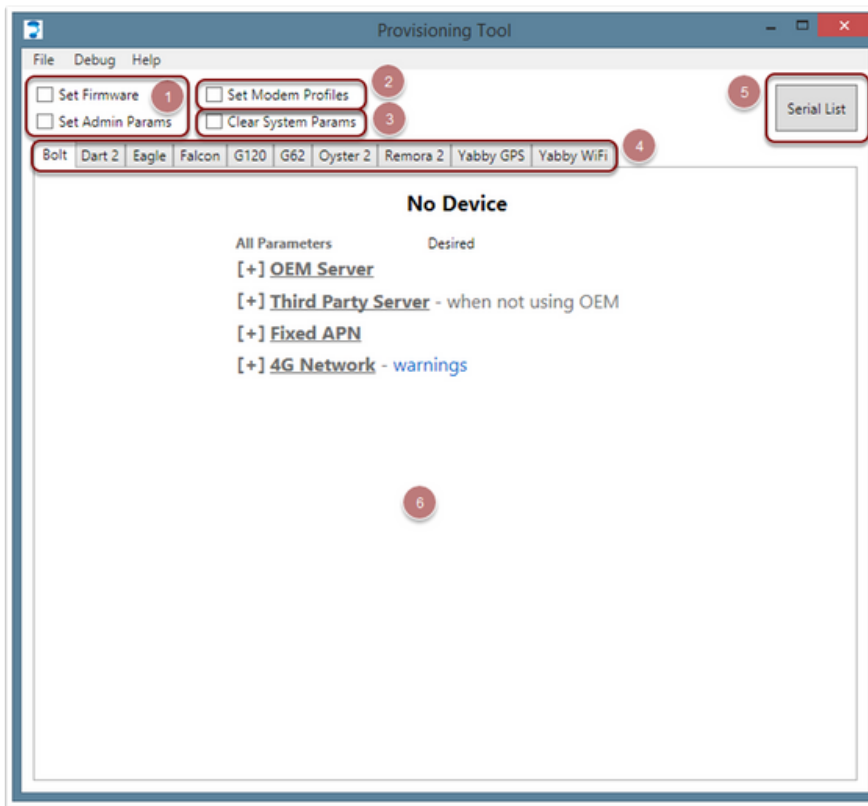 Provisioning Tool
File Debug Help
Set Firmware 1 Set Modem Profiles 2
Set Admin Params Clear System Params 3
5 Serial List
Bolt Dart 2 Eagle Falcon G120 G62 Oyster 2 Remora 2 Yabby GPS Yabby WiFi 4
No Device
All Parameters Desired
[+] OEM Server
[+] Third Party Server - when not using OEM
[+] Fixed APN
[+] 4G Network - warnings
6